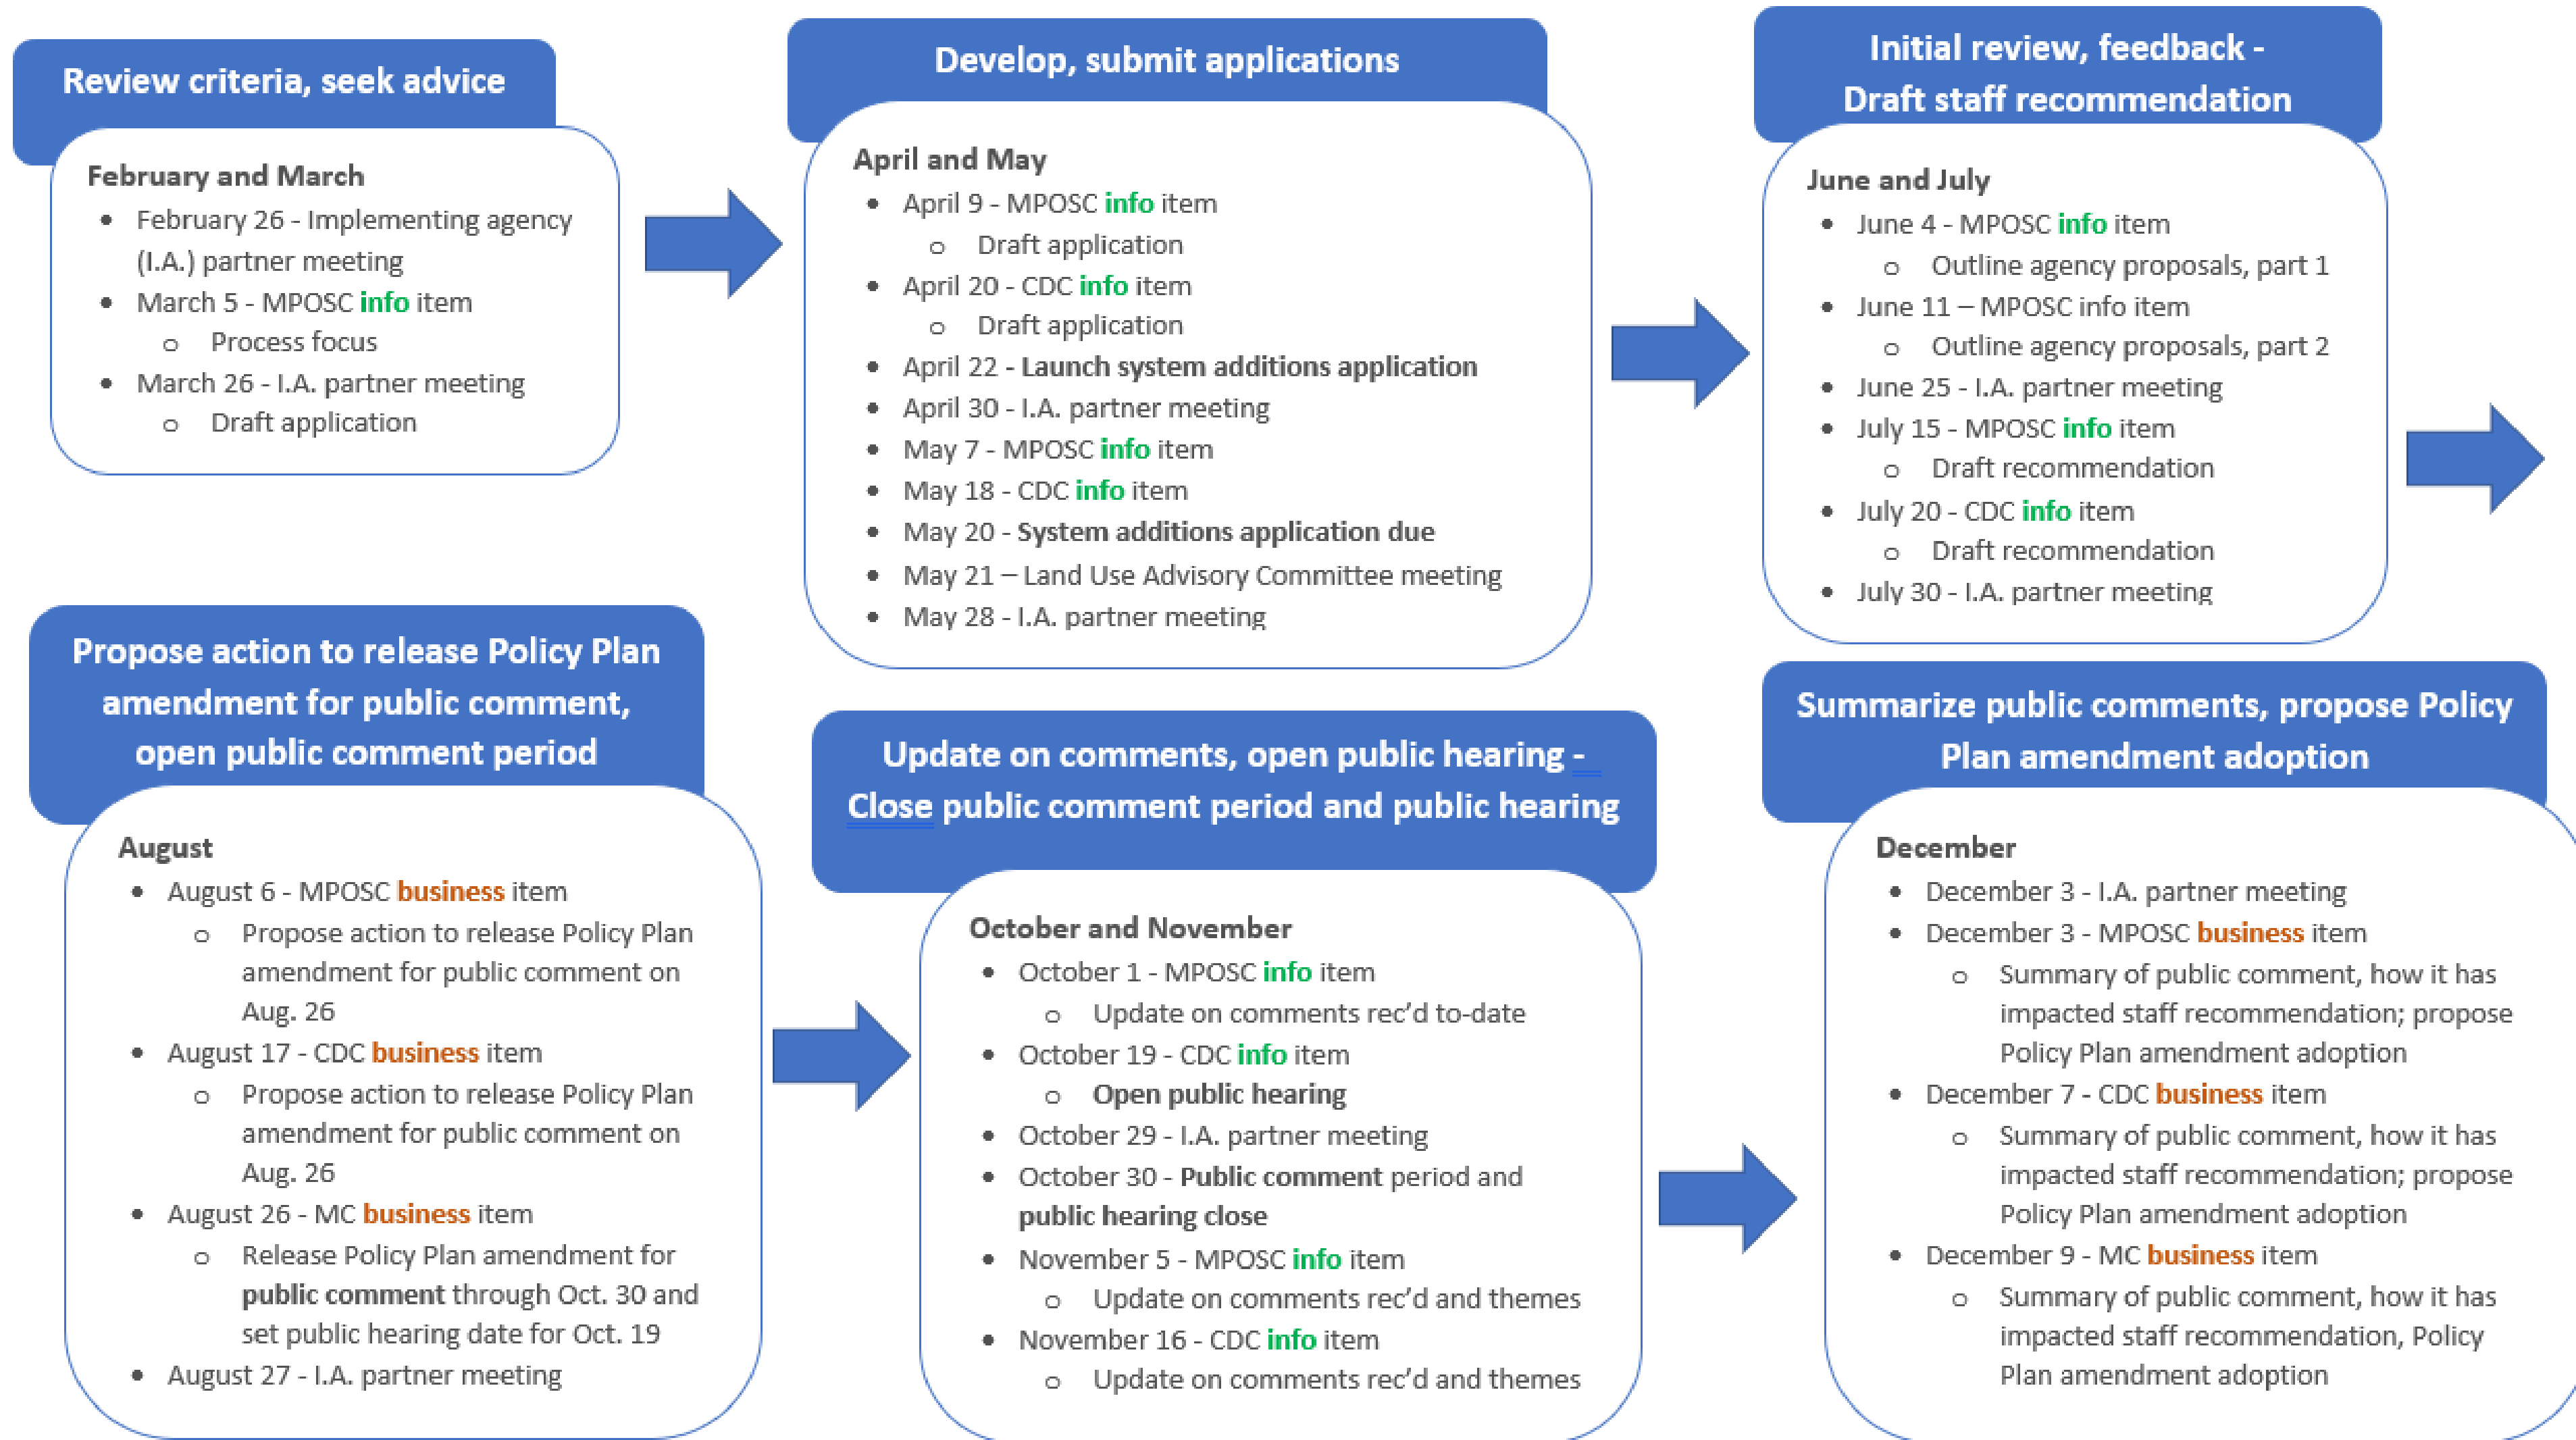 Review criteria, seek advice
February and March
• February 26 - Implementing agency
(I.A.) partner meeting
• March 5 - MPOSC info item
o Process focus
• March 26 - I.A. partner meeting
o Draft application
Develop, submit applications
April and May
• April 9 - MPOSC info item
o Draft application
• April 20 - CDC info item
o Draft application
• April 22 - Launch system additions application
• April 30 - I.A. partner meeting
• May 7 - MPOSC info item
• May 18 - CDC info item
• May 20 - System additions application due
• May 21 – Land Use Advisory Committee meeting
• May 28 - I.A. partner meeting
Initial review, feedback -
Draft staff recommendation
June and July
• June 4 - MPOSC info item
o Outline agency proposals, part 1
• June 11 – MPOSC info item
o Outline agency proposals, part 2
• June 25 - I.A. partner meeting
• July 15 - MPOSC info item
o Draft recommendation
• July 20 - CDC info item
o Draft recommendation
• July 30 - I.A. partner meeting
Propose action to release Policy Plan
amendment for public comment,
open public comment period
August
• August 6 - MPOSC business item
o Propose action to release Policy Plan
amendment for public comment on
Aug. 26
• August 17 - CDC business item
o Propose action to release Policy Plan
amendment for public comment on
Aug. 26
• August 26 - MC business item
o Release Policy Plan amendment for
public comment through Oct. 30 and
set public hearing date for Oct. 19
• August 27 - I.A. partner meeting
Update on comments, open public hearing -
Close public comment period and public hearing
October and November
• October 1 - MPOSC info item
o Update on comments rec’d to-date
• October 19 - CDC info item
o Open public hearing
• October 29 - I.A. partner meeting
• October 30 - Public comment period and
public hearing close
• November 5 - MPOSC info item
o Update on comments rec’d and themes
• November 16 - CDC info item
o Update on comments rec’d and themes
Summarize public comments, propose Policy
Plan amendment adoption
December
• December 3 - I.A. partner meeting
• December 3 - MPOSC business item
o Summary of public comment, how it has
impacted staff recommendation; propose
Policy Plan amendment adoption
• December 7 - CDC business item
o Summary of public comment, how it has
impacted staff recommendation; propose
Policy Plan amendment adoption
• December 9 - MC business item
o Summary of public comment, how it has
impacted staff recommendation, Policy
Plan amendment adoption